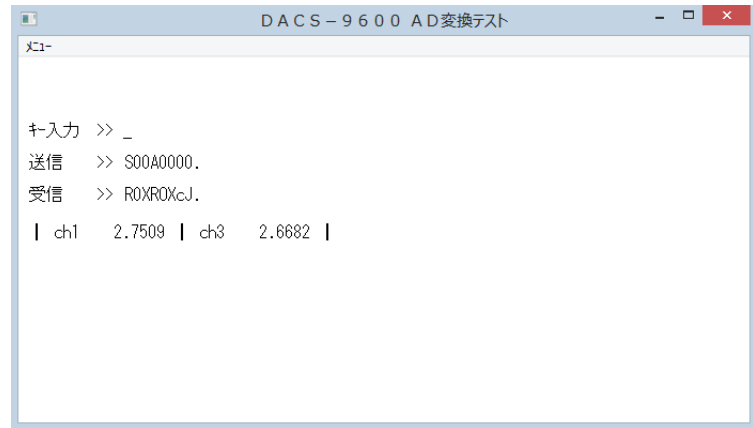 ＤＡＣＳ－９６００ ＡＤ変換テスト
ﾒﾆｭｰ
ｷｰ入力 >> _
送信 >> S00A0000.
受信 >> R0XR0XcJ.
| ch1 2.7509 | ch3 2.6682 |